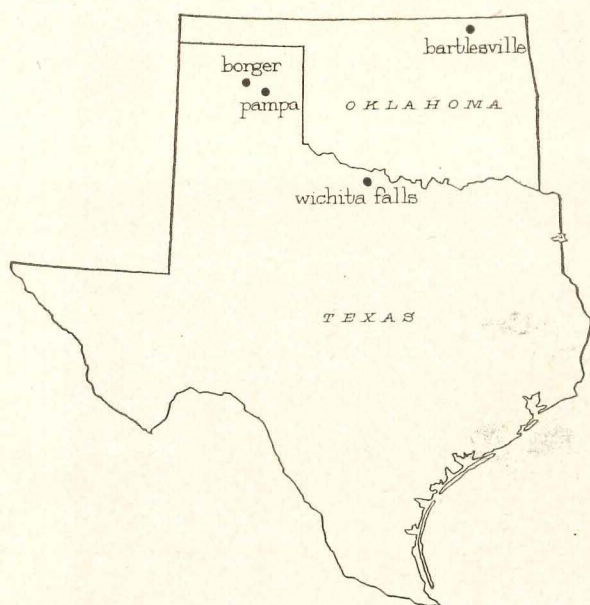 bartlesville
borger
pampa
OKLAHOMA
wichita falls
TEXAS